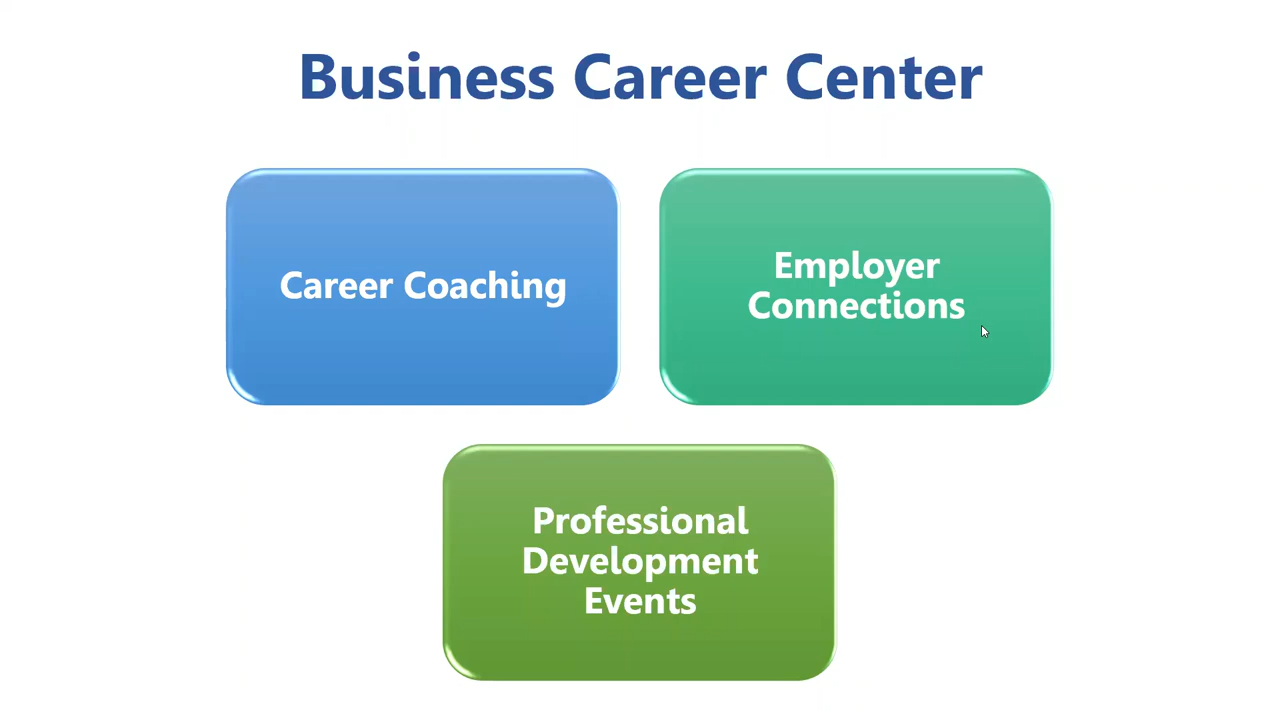 Business Career Center
Career Coaching
Employer
Connections
Professional
Development
Events